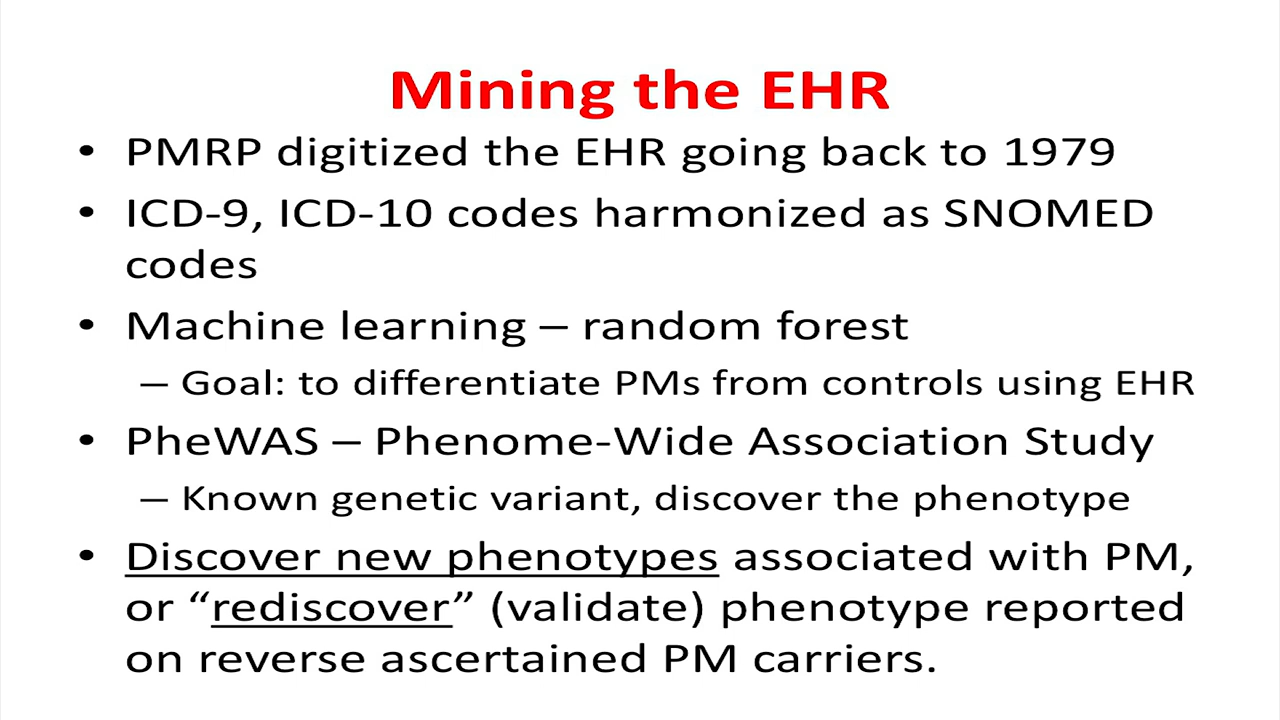 Mining the EHR
• PMRP digitized the EHR going back to 1979
• ICD-9, ICD-10 codes harmonized as SNOMED
codes
• Machine learning – random forest
– Goal: to differentiate PMs from controls using EHR
• PheWAS – Phenome-Wide Association Study
– Known genetic variant, discover the phenotype
• Discover new phenotypes associated with PM,
or “rediscover” (validate) phenotype reported
on reverse ascertained PM carriers.